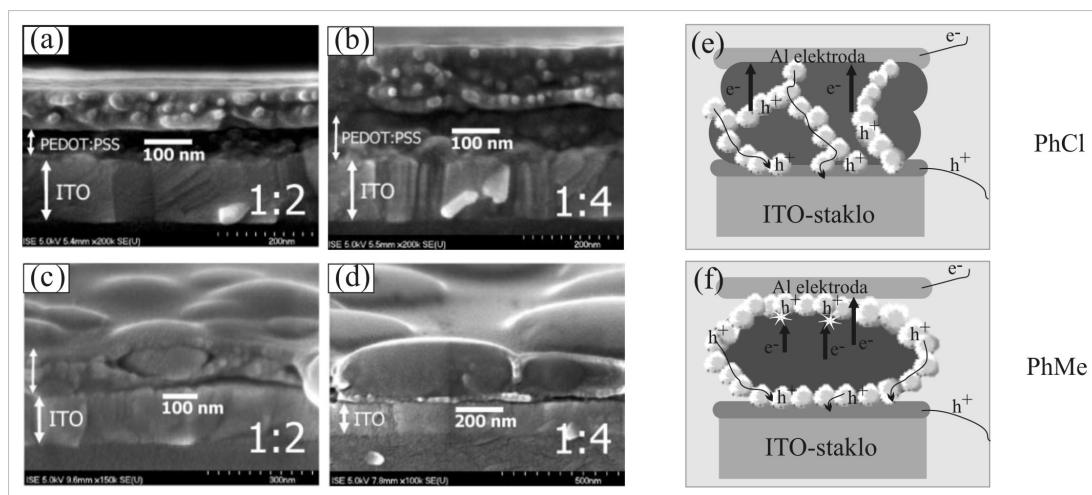 (a)
PEDOT:PSS
100 nm
ITO
1:2
ISE 5.0kV 5.4mm x200k SE(U)
200nm
(b)
PEDOT:PSS
100 nm
ITO
1:4
ISE 5.0kV 5.5mm x200k SE(U)
200nm
(c)
ITO
100 nm
1:2
ISE 5.0kV 9.6mm x150k SE(U)
300nm
(d)
ITO
200 nm
1:4
ISE 5.0kV 7.8mm x100k SE(U)
500nm
(e)
e-
Al elektroda
e-
h+
e-
h+
h+
h+
h+
ITO-staklo
PhCl
(f)
e-
Al elektroda
h+
h+
h+
h+
e-
e-
e-
h+
h+
h+
ITO-staklo
PhMe